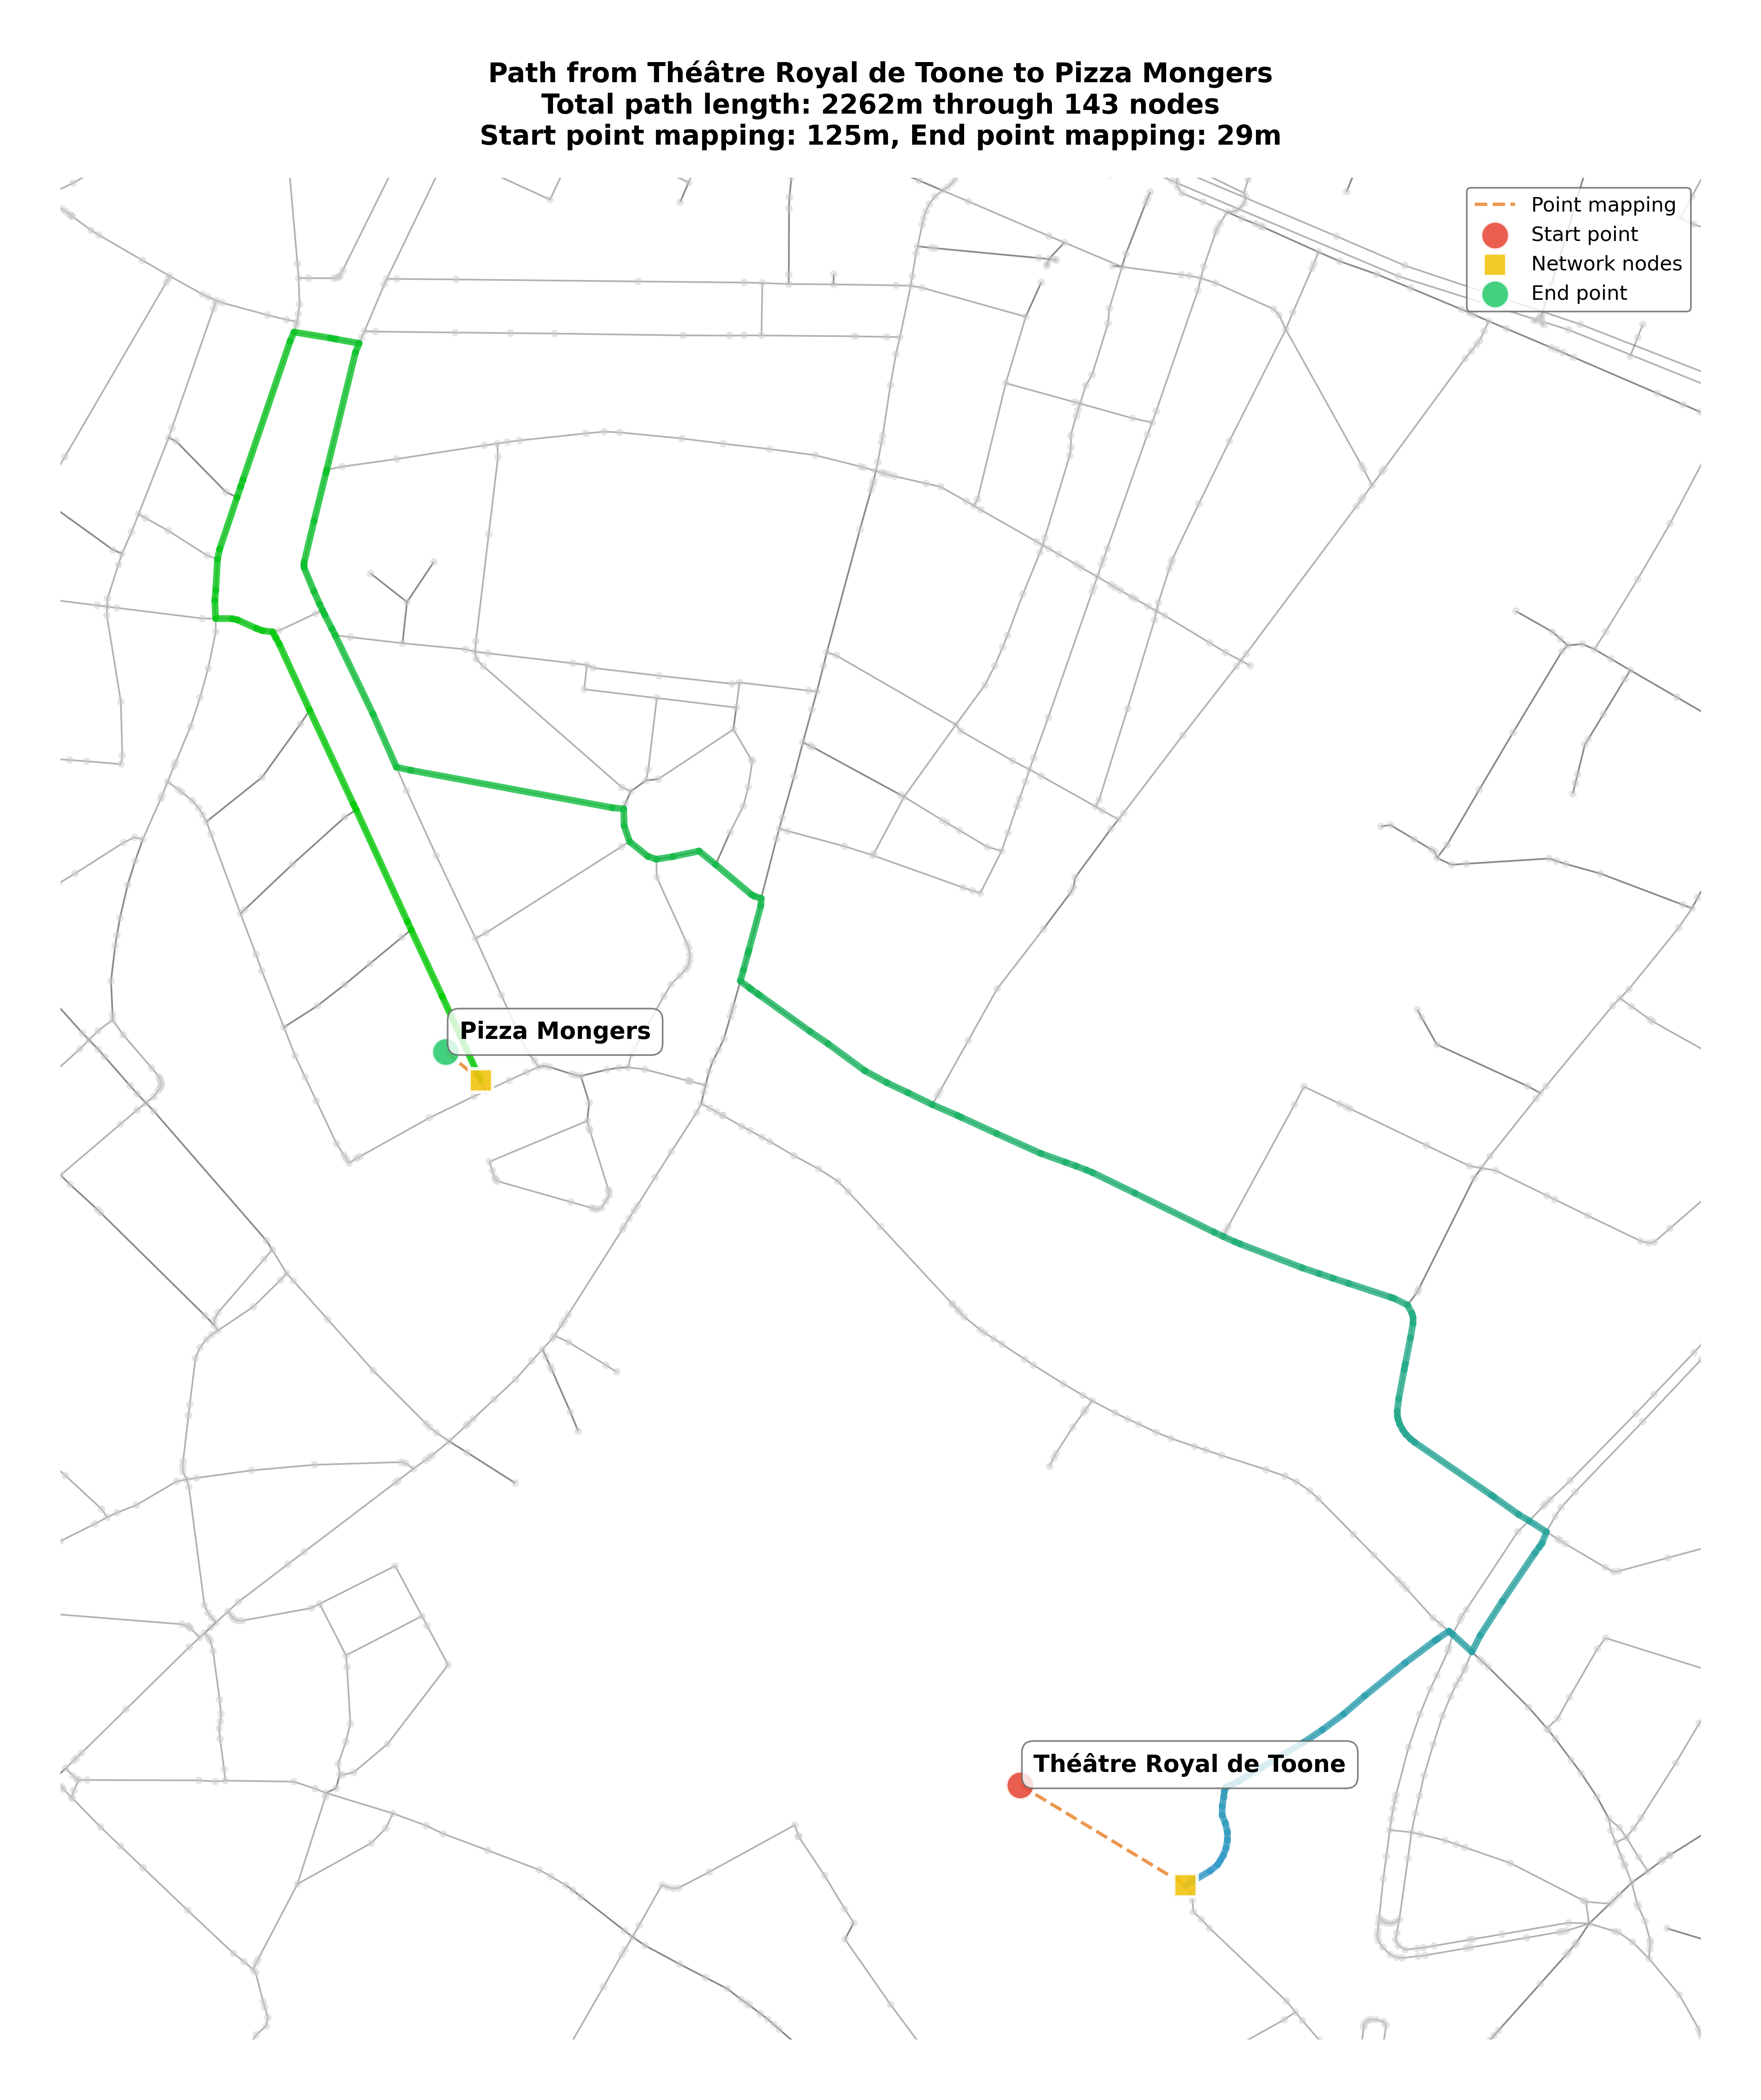 Path from Théâtre Royal de Toone to Pizza Mongers
Total path length: 2262m through 143 nodes
Start point mapping: 125m, End point mapping: 29m
Point mapping
Start point
Network nodes
End point
Pizza Mongers
Théâtre Royal de Toone